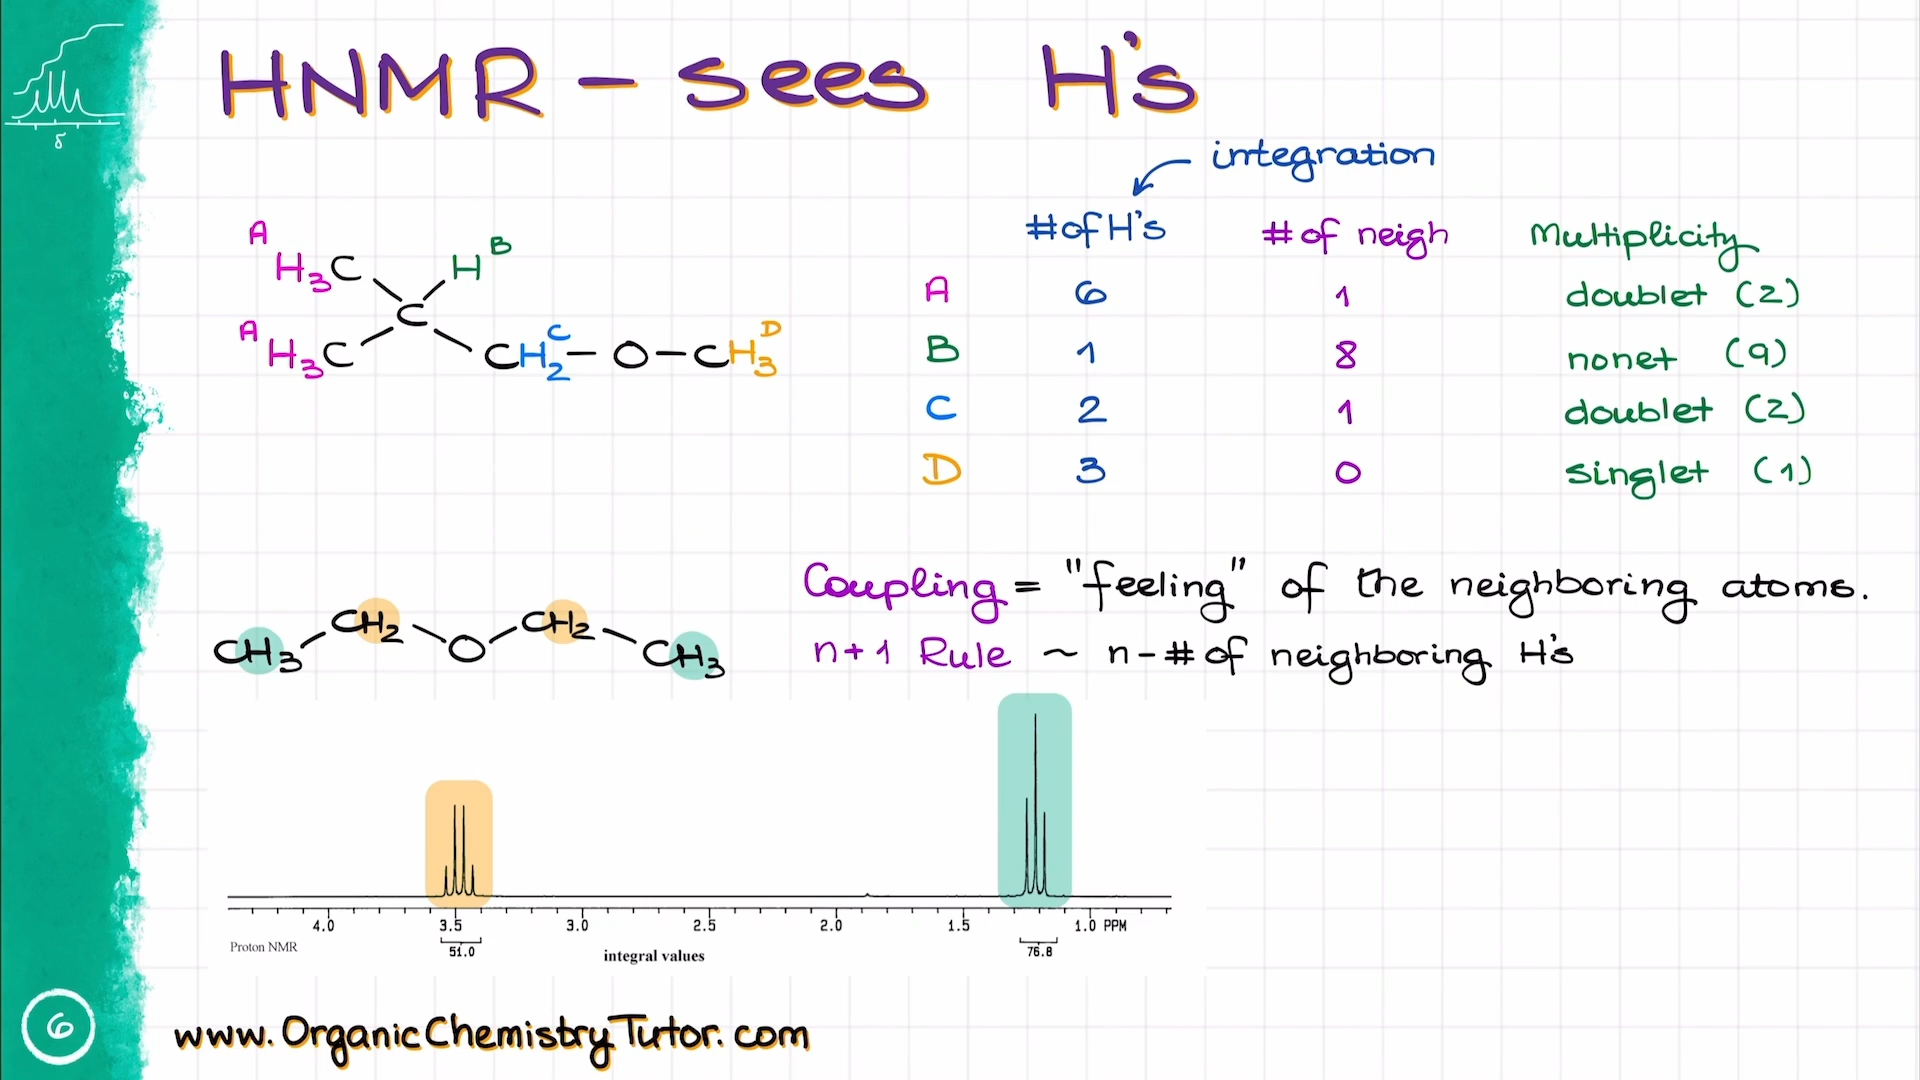 δ
HNMR – sees H's
integration
#of H's #of neigh Multiplicity
A 6 1 doublet (2)
B 1 8 nonet (9)
C 2 1 doublet (2)
D 3 0 singlet (1)
A
H3C H B
C
A
H3C CH2 C – O – CH3 D
Coupling = "feeling" of the neighboring atoms.
n+1 Rule ~ n - # of neighboring H's
CH3 CH2 O CH2 CH3
4.0 3.5 3.0 2.5 2.0 1.5 1.0 PPM
Proton NMR 51.0 integral values 76.8
6
www.OrganicChemistryTutor.com